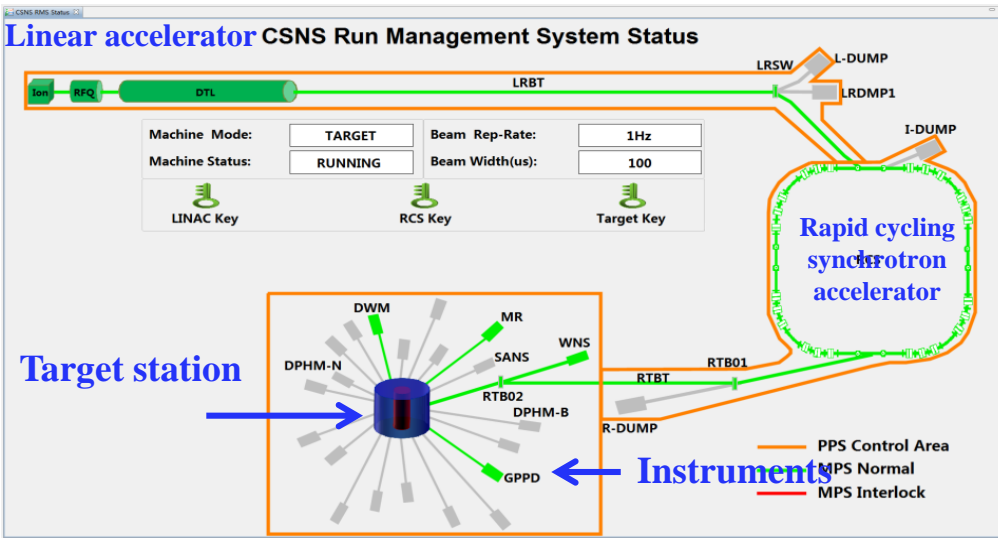 CSNS RMS Status
Linear accelerator CSNS Run Management System Status
LRSW
L-DUMP
LRBT
Ion
RFQ
DTL
LRDMP1
I-DUMP
Machine Mode:
TARGET
Beam Rep-Rate:
1Hz
Machine Status:
RUNNING
Beam Width(us):
100
LINAC Key
RCS Key
Target Key
Rapid cycling
synchrotron
accelerator
DWM
MR
WNS
SANS
DPHM-N
RTB01
RTBT
Target station
RTB02
DPHM-B
R-DUMP
GPPD
Instruments
PPS Control Area
MPS Normal
MPS Interlock